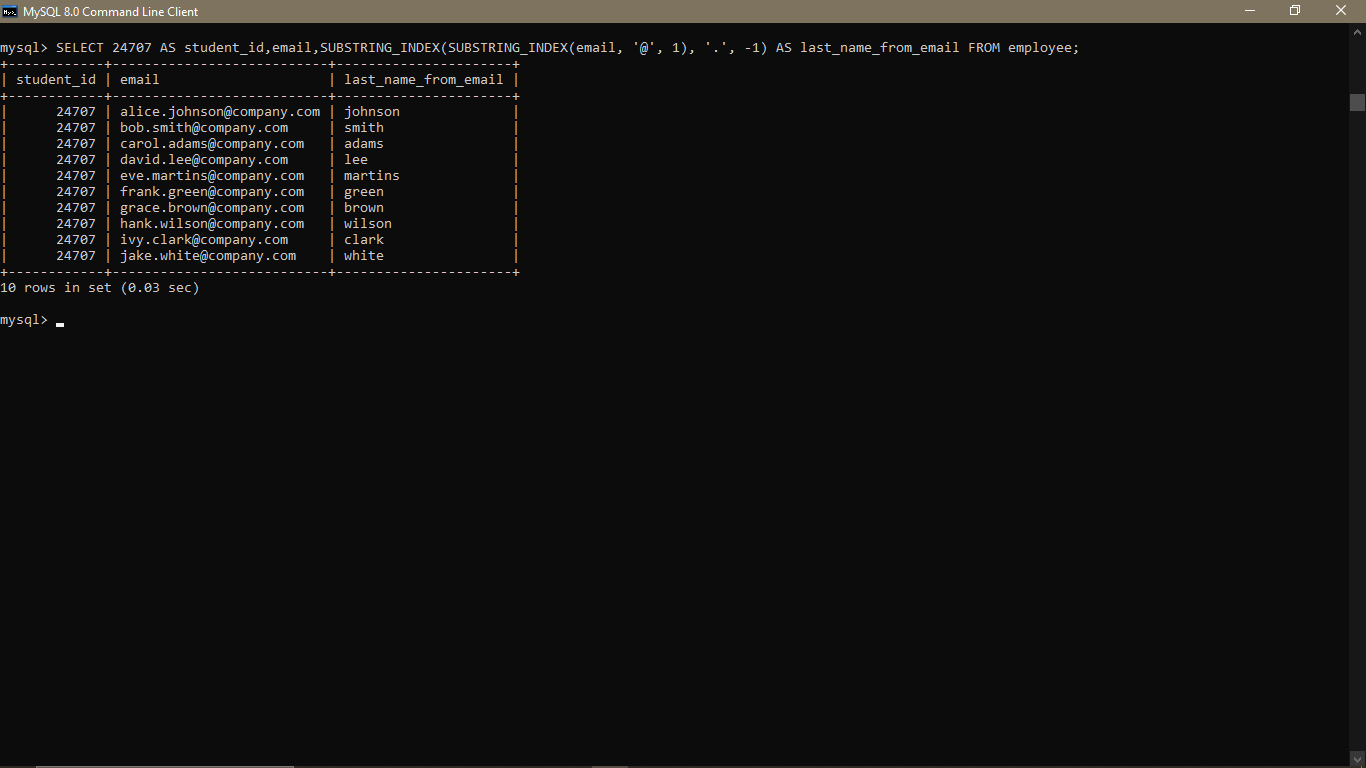 MySQL 8.0 Command Line Client
mysql> SELECT 24707 AS student_id,email,SUBSTRING_INDEX(SUBSTRING_INDEX(email, '@', 1), '.', -1) AS last_name_from_email FROM employee;
+------------+---------------------------+----------------------+
| student_id | email                     | last_name_from_email |
+------------+---------------------------+----------------------+
|      24707 | alice.johnson@company.com | johnson              |
|      24707 | bob.smith@company.com     | smith                |
|      24707 | carol.adams@company.com   | adams                |
|      24707 | david.lee@company.com     | lee                  |
|      24707 | eve.martins@company.com   | martins              |
|      24707 | frank.green@company.com   | green                |
|      24707 | grace.brown@company.com   | brown                |
|      24707 | hank.wilson@company.com   | wilson               |
|      24707 | ivy.clark@company.com     | clark                |
|      24707 | jake.white@company.com    | white                |
+------------+---------------------------+----------------------+
10 rows in set (0.03 sec)
mysql>